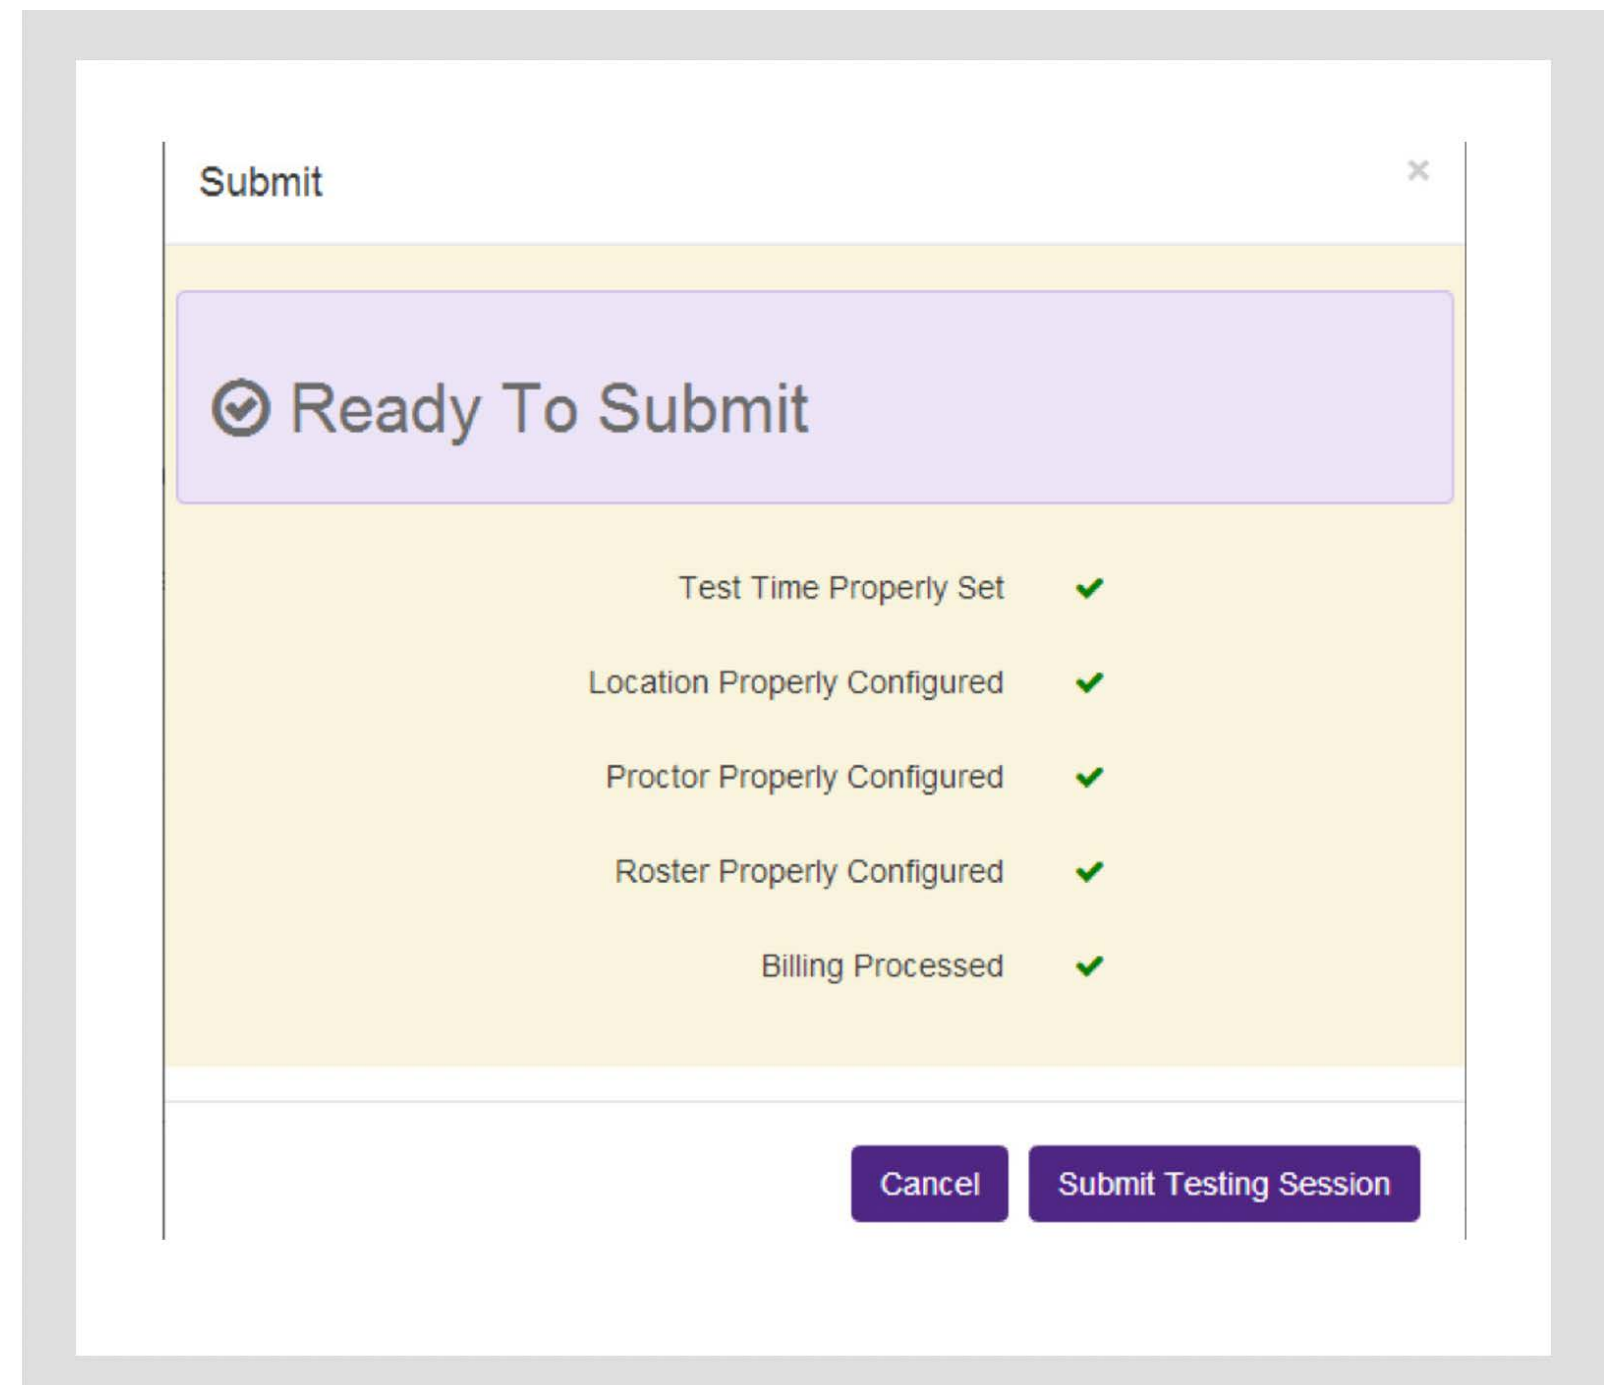 Submit
Ready To Submit
Test Time Properly Set
Location Properly Configured
Proctor Properly Configured
Roster Properly Configured
Billing Processed
Cancel
Submit Testing Session